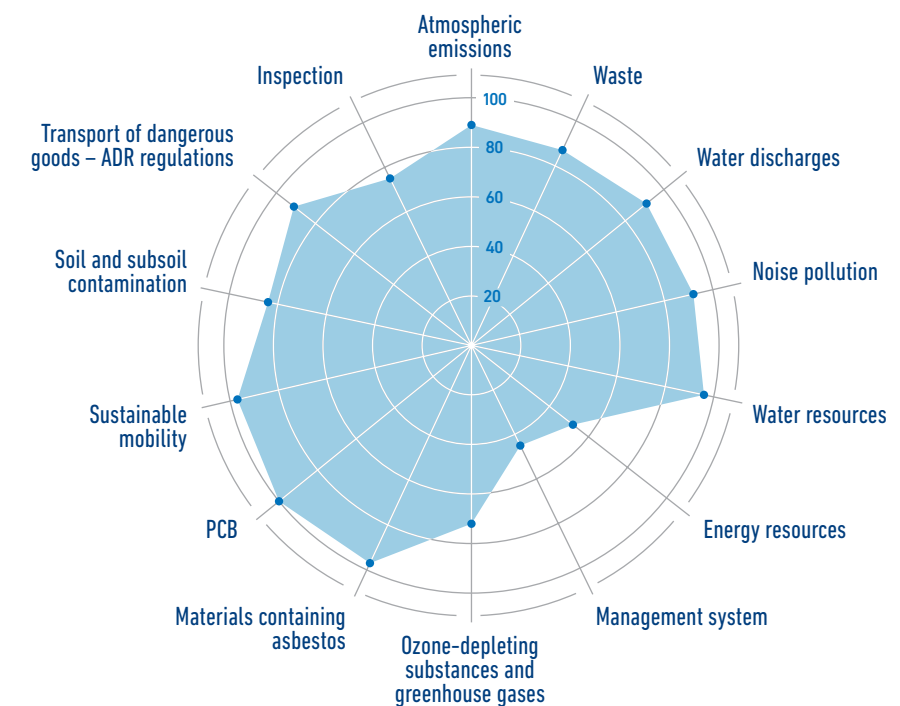 Atmospheric
emissions
Waste
Water discharges
Noise pollution
Water resources
Energy resources
Management system
Ozone-depleting
substances and
greenhouse gases
Materials containing
asbestos
PCB
Sustainable
mobility
Soil and subsoil
contamination
Transport of dangerous
goods – ADR regulations
Inspection
100
80
60
40
20